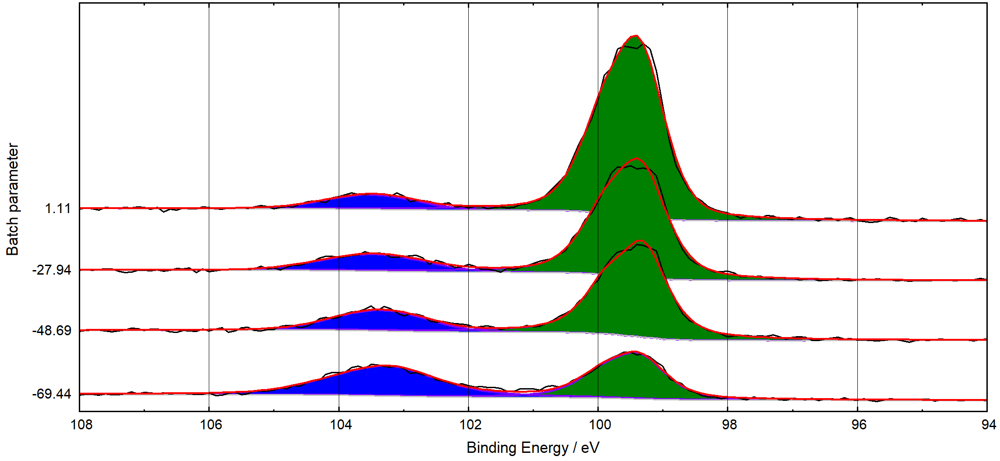 Batch parameter
1.11
-27.94
-48.69
-69.44
108 106 104 102 100 98 96 94
Binding Energy / eV